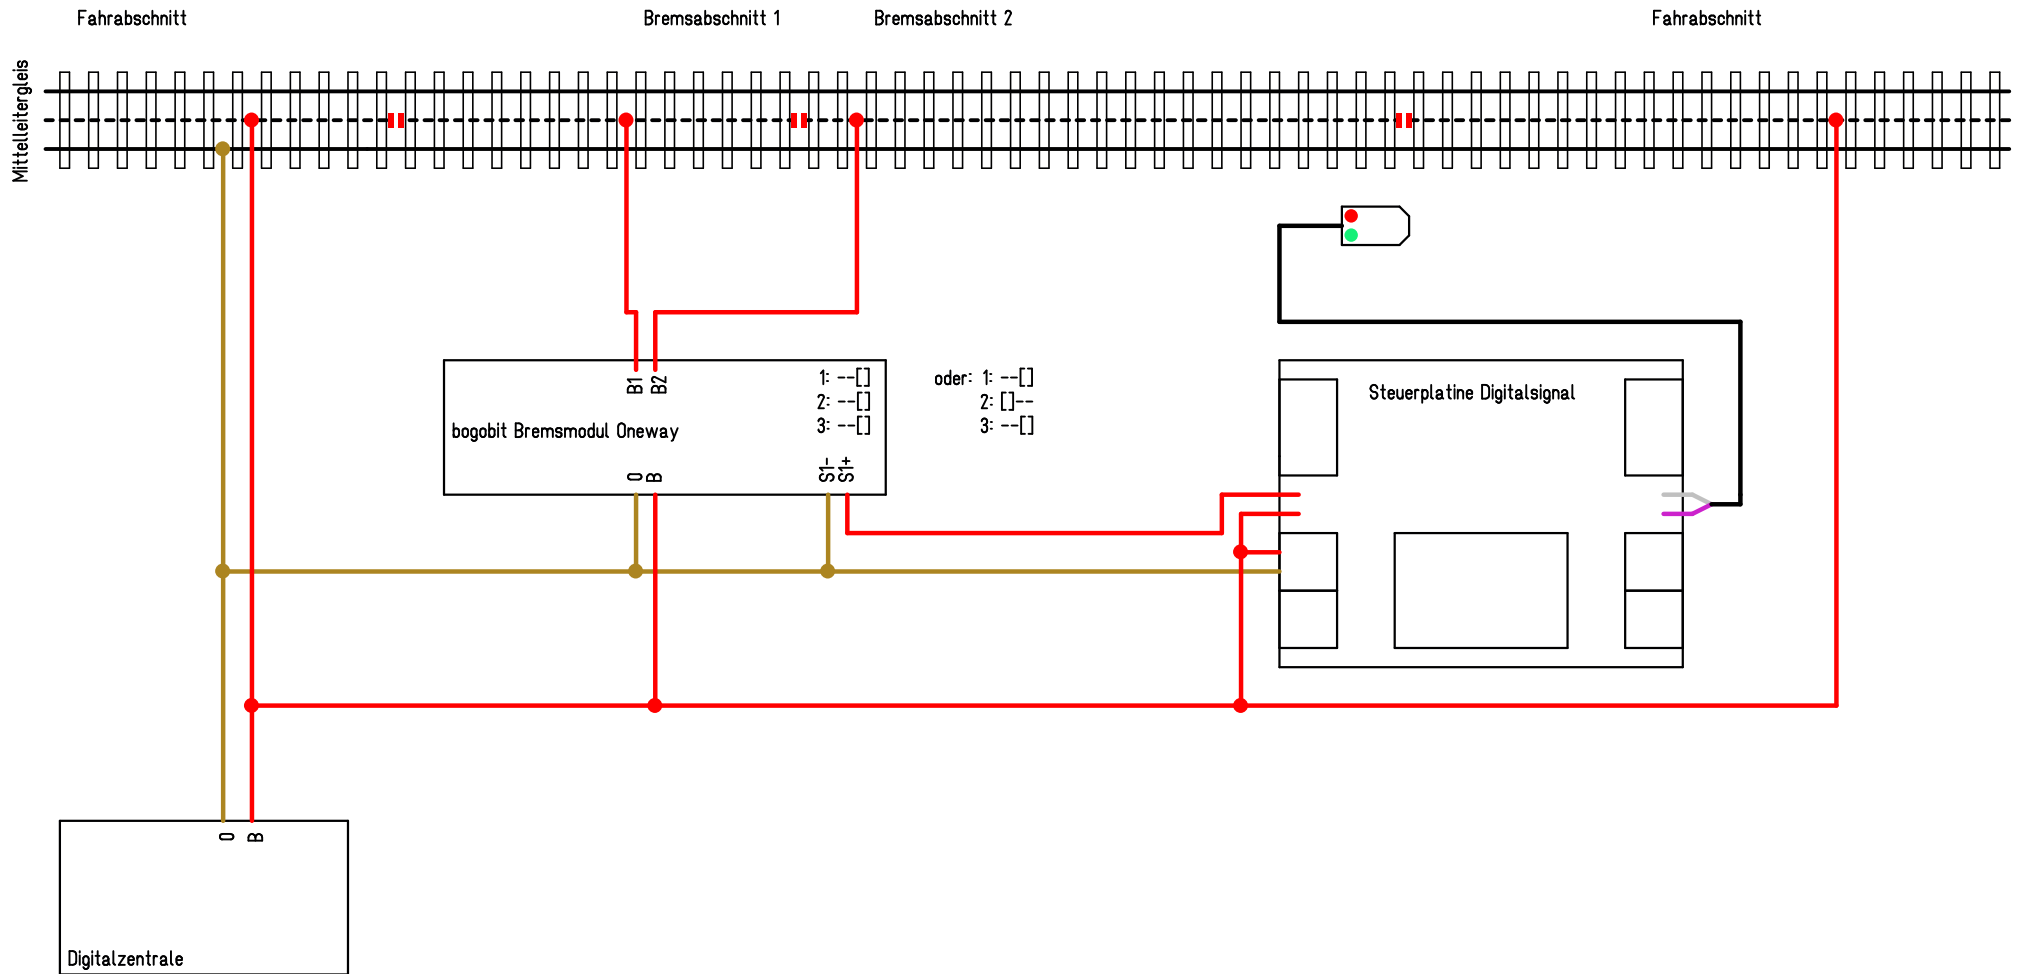 Fahrabschnitt
Bremsabschnitt 1
Bremsabschnitt 2
Fahrabschnitt
Mittelleitergleis
B1
B2
1: --[]
2: --[]
3: --[]
oder: 1: --[]
2: []--
3: --[]
bogobit Bremsmodul Oneway
0
B
S1-
S1+
Steuerplatine Digitalsignal
0
B
Digitalzentrale